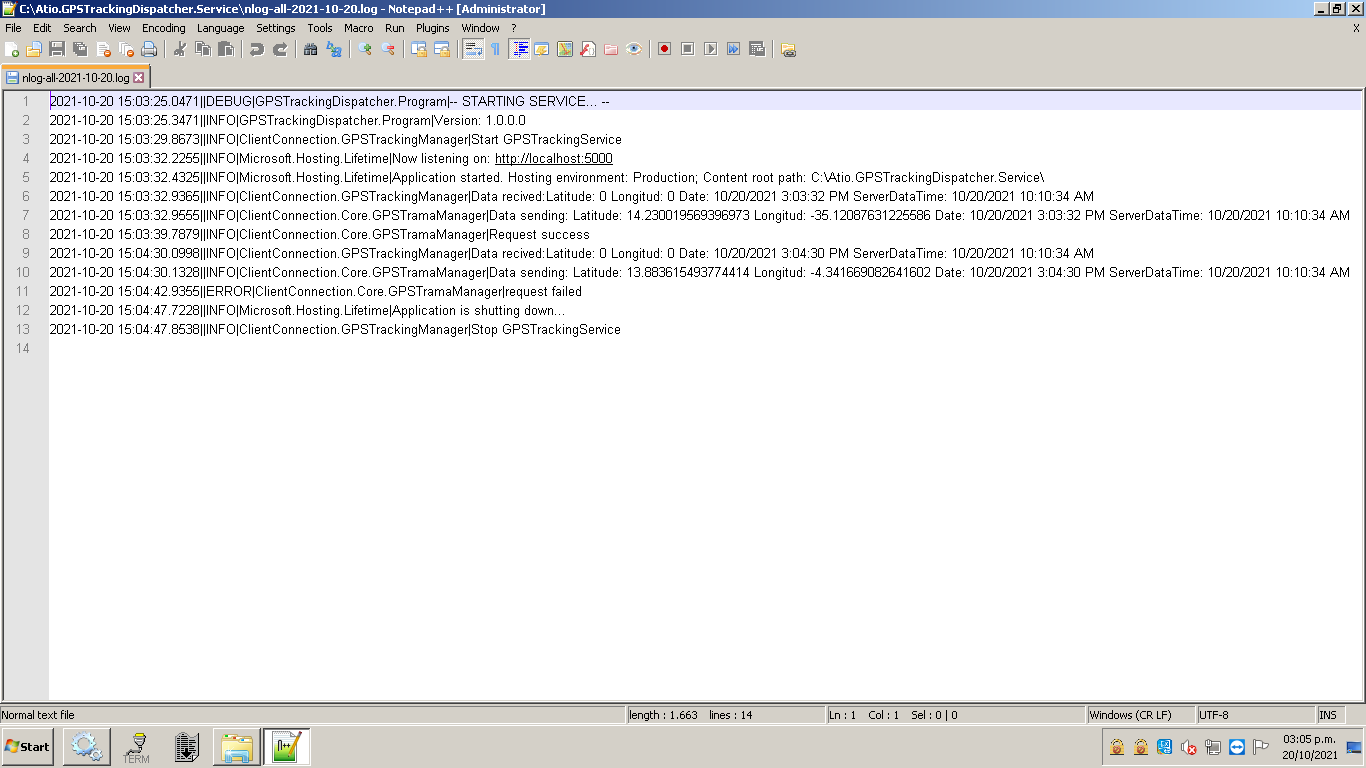 C:\Atio.GPSTrackingDispatcher.Service\nlog-all-2021-10-20.log - Notepad++ [Administrator]
File Edit Search View Encoding Language Settings Tools Macro Run Plugins Window ? X
nlog-all-2021-10-20.log
1 2021-10-20 15:03:25.0471||DEBUG|GPSTrackingDispatcher.Program|-- STARTING SERVICE... --
2 2021-10-20 15:03:25.3471||INFO|GPSTrackingDispatcher.Program|Version: 1.0.0.0
3 2021-10-20 15:03:29.8673||INFO|ClientConnection.GPSTrackingManager|Start GPSTrackingService
4 2021-10-20 15:03:32.2255||INFO|Microsoft.Hosting.Lifetime|Now listening on: http://localhost:5000
5 2021-10-20 15:03:32.4325||INFO|Microsoft.Hosting.Lifetime|Application started. Hosting environment: Production; Content root path: C:\Atio.GPSTrackingDispatcher.Service\
6 2021-10-20 15:03:32.9365||INFO|ClientConnection.GPSTrackingManager|Data recived:Latitude: 0 Longitud: 0 Date: 10/20/2021 3:03:32 PM ServerDataTime: 10/20/2021 10:10:34 AM
7 2021-10-20 15:03:32.9555||INFO|ClientConnection.Core.GPSTramaManager|Data sending: Latitude: 14.230019569396973 Longitud: -35.12087631225586 Date: 10/20/2021 3:03:32 PM ServerDataTime: 10/20/2021 10:10:34 AM
8 2021-10-20 15:03:39.7879||INFO|ClientConnection.Core.GPSTramaManager|Request success
9 2021-10-20 15:04:30.0998||INFO|ClientConnection.GPSTrackingManager|Data recived:Latitude: 0 Longitud: 0 Date: 10/20/2021 3:04:30 PM ServerDataTime: 10/20/2021 10:10:34 AM
10 2021-10-20 15:04:30.1328||INFO|ClientConnection.Core.GPSTramaManager|Data sending: Latitude: 13.883615493774414 Longitud: -4.341669082641602 Date: 10/20/2021 3:04:30 PM ServerDataTime: 10/20/2021 10:10:34 AM
11 2021-10-20 15:04:42.9355||ERROR|ClientConnection.Core.GPSTramaManager|request failed
12 2021-10-20 15:04:47.7228||INFO|Microsoft.Hosting.Lifetime|Application is shutting down...
13 2021-10-20 15:04:47.8538||INFO|ClientConnection.GPSTrackingManager|Stop GPSTrackingService
14
Normal text file length : 1.663 lines : 14 Ln : 1 Col : 1 Sel : 0 | 0 Windows (CR LF) UTF-8 INS
Start TERM 03:05 p.m.
20/10/2021